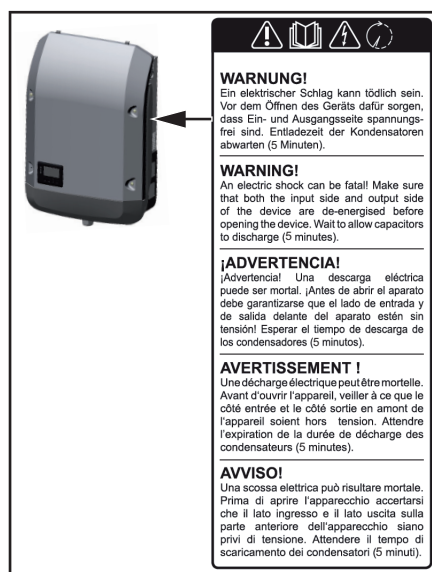 WARNUNG!
Ein elektrischer Schlag kann tödlich sein.
Vor dem Öffnen des Geräts dafür sorgen,
dass Ein- und Ausgangsseite spannungs-
frei sind. Entladezeit der Kondensatoren
abwarten (5 Minuten).
WARNING!
An electric shock can be fatal! Make sure
that both the input side and output side
of the device are de-energised before
opening the device. Wait to allow capacitors
to discharge (5 minutes).
¡ADVERTENCIA!
¡Advertencia! Una descarga eléctrica
puede ser mortal. ¡Antes de abrir el aparato
debe garantizarse que el lado de entrada y
de salida delante del aparato estén sin
tensión! Esperar el tiempo de descarga de
los condensadores (5 minutos).
AVERTISSEMENT !
Une décharge électrique peut être mortelle.
Avant d'ouvrir l'appareil, veiller à ce que le
côté entrée et le côté sortie en amont de
l'appareil soient hors tension. Attendre
l'expiration de la durée de décharge des
condensateurs (5 minutes).
AVVISO!
Una scossa elettrica può risultare mortale.
Prima di aprire l'apparecchio accertarsi
che il lato ingresso e il lato uscita sulla
parte anteriore dell'apparecchio siano
privi di tensione. Attendere il tempo di
scaricamento dei condensatori (5 minuti).